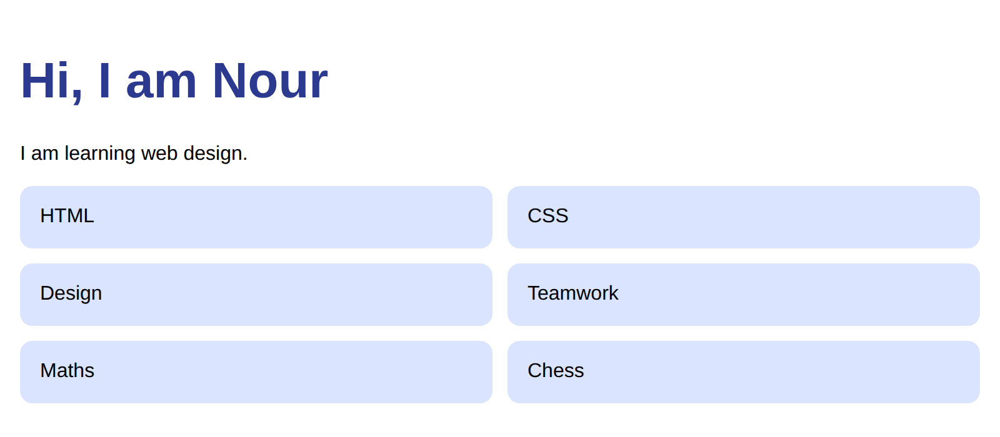 Hi, I am Nour
I am learning web design.
HTML
CSS
Design
Teamwork
Maths
Chess